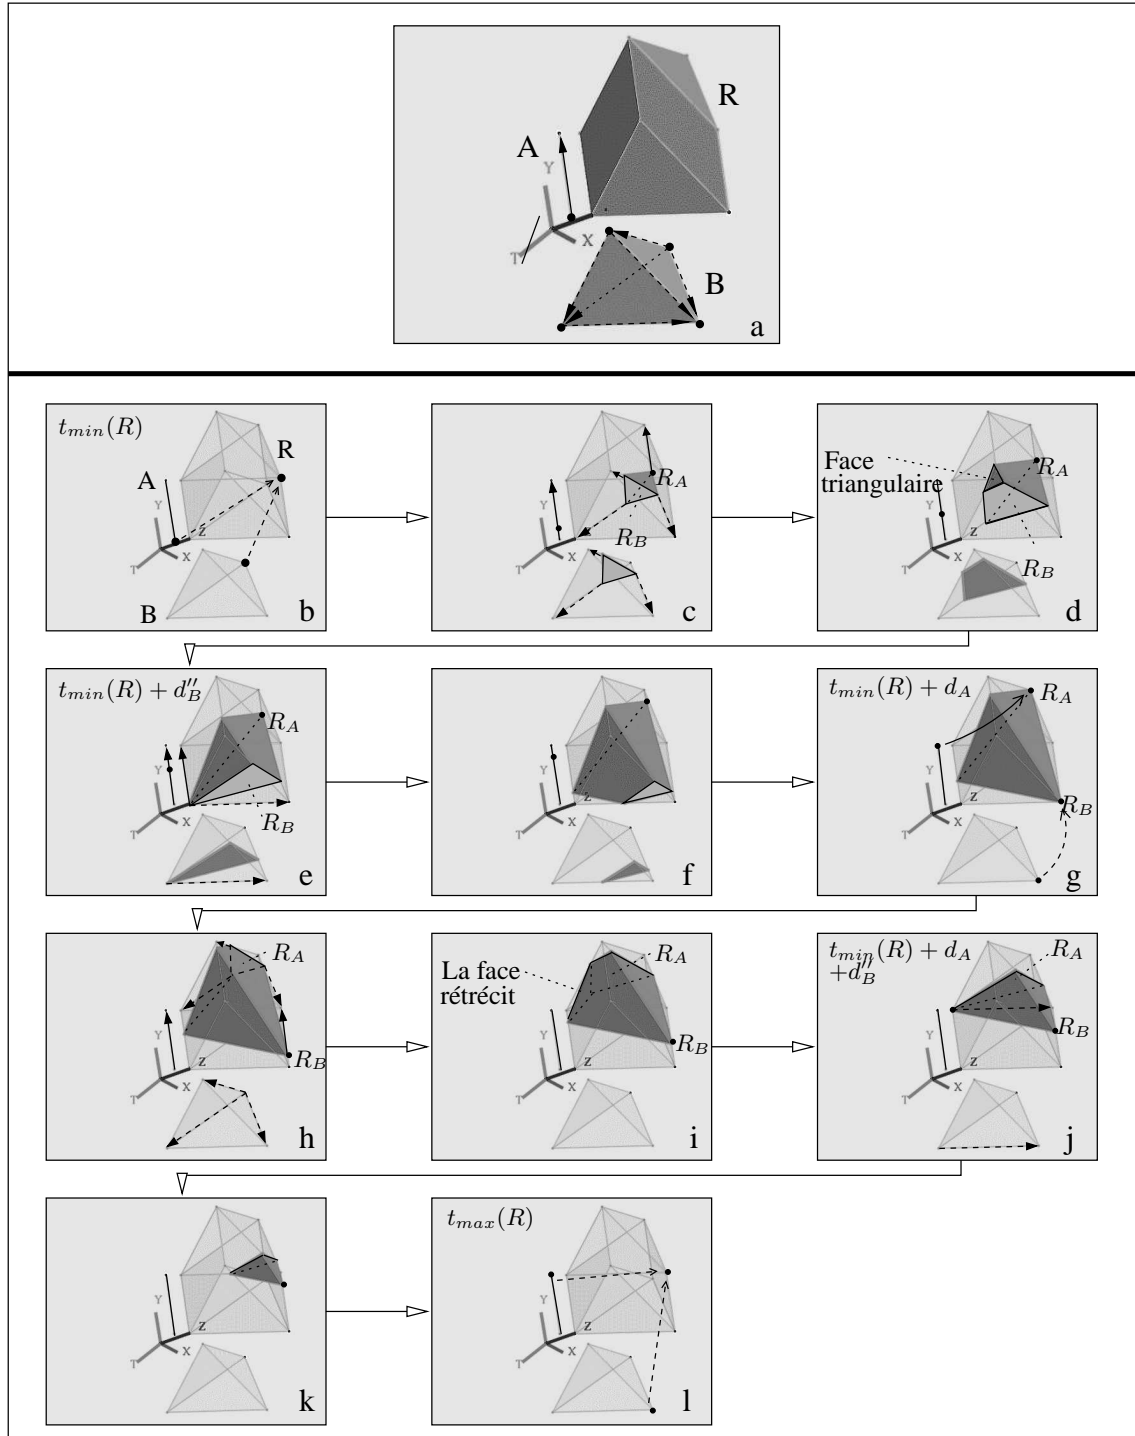 R
A
Y
X
T
B
a
t_{min}(R)
R
A
Y
Z
X
T
B
b
R_A
Y
Z
X
T
R_B
c
Face
triangulaire
R_A
Y
Z
X
T
R_B
d
t_{min}(R) + d''_B
R_A
Y
X
T
R_B
e
Y
Z
X
T
f
t_{min}(R) + d_A
R_A
Y
Z
X
T
R_B
g
R_A
Y
Z
X
T
R_B
h
La face
rétrécit
R_A
Y
Z
X
T
R_B
i
t_{min}(R) + d_A
+d''_B
R_A
Y
Z
X
T
R_B
j
Y
Z
X
T
k
t_{max}(R)
Y
Z
X
T
l